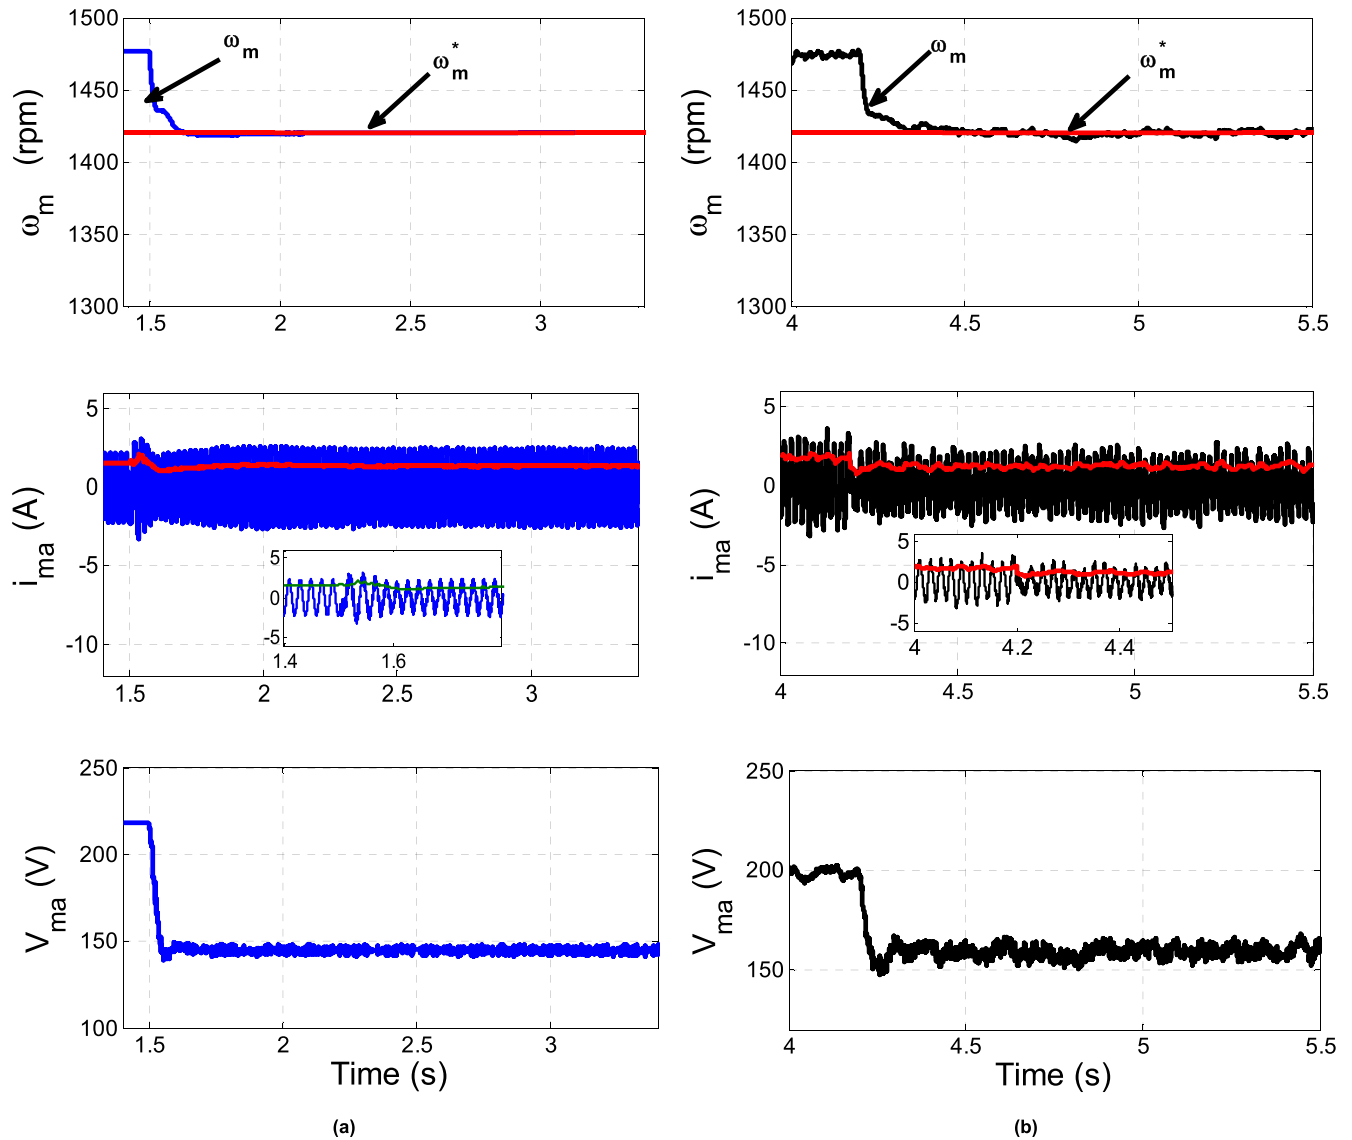 1500
1450
1400
1350
1300
ω_m (rpm)
ω_m
ω_m^*
1.5 2 2.5 3
1500
1450
1400
1350
1300
ω_m (rpm)
ω_m
ω_m^*
4 4.5 5 5.5
5
0
-5
-10
i_ma (A)
5
0
-5
1.4 1.6
1.5 2 2.5 3
5
0
-5
-10
i_ma (A)
5
0
-5
4 4.2 4.4
4 4.5 5 5.5
250
200
150
100
V_ma (V)
1.5 2 2.5 3
Time (s)
(a)
250
200
150
V_ma (V)
4 4.5 5 5.5
Time (s)
(b)